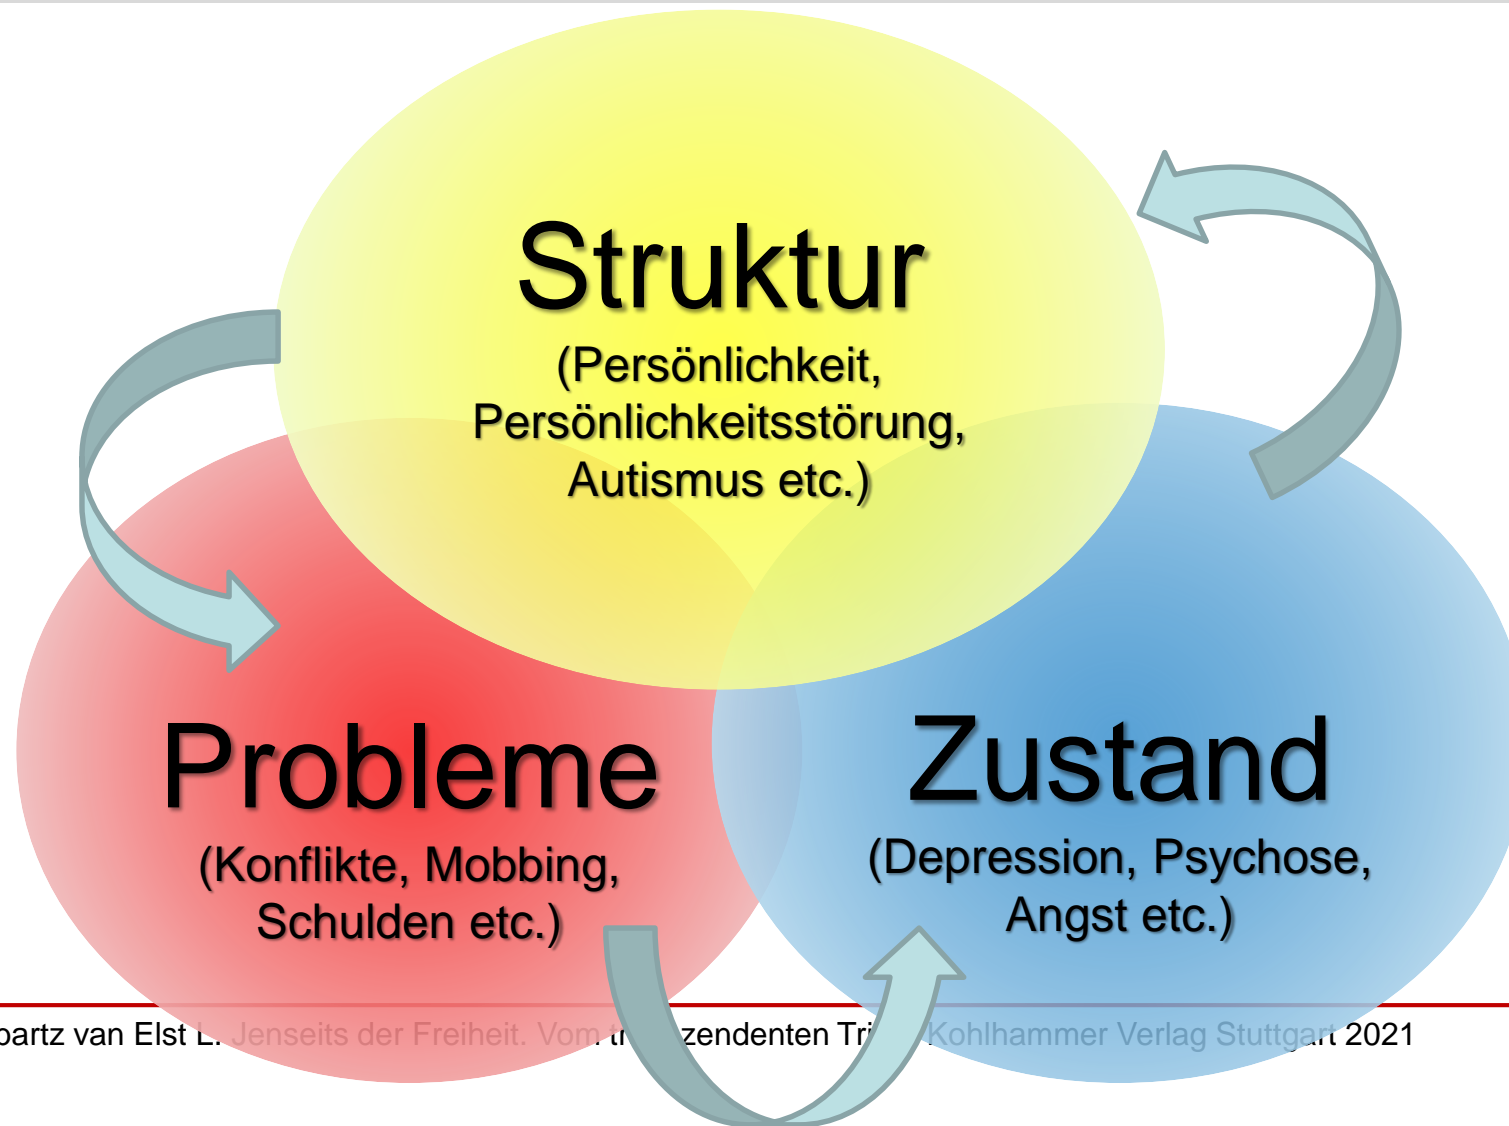 Struktur
(Persönlichkeit,
Persönlichkeitsstörung,
Autismus etc.)
Probleme
(Konflikte, Mobbing,
Schulden etc.)
Zustand
(Depression, Psychose,
Angst etc.)
van Elst L. Jenseits der Freiheit. Vom Kohlhammer Verlag Stuttgart 2021